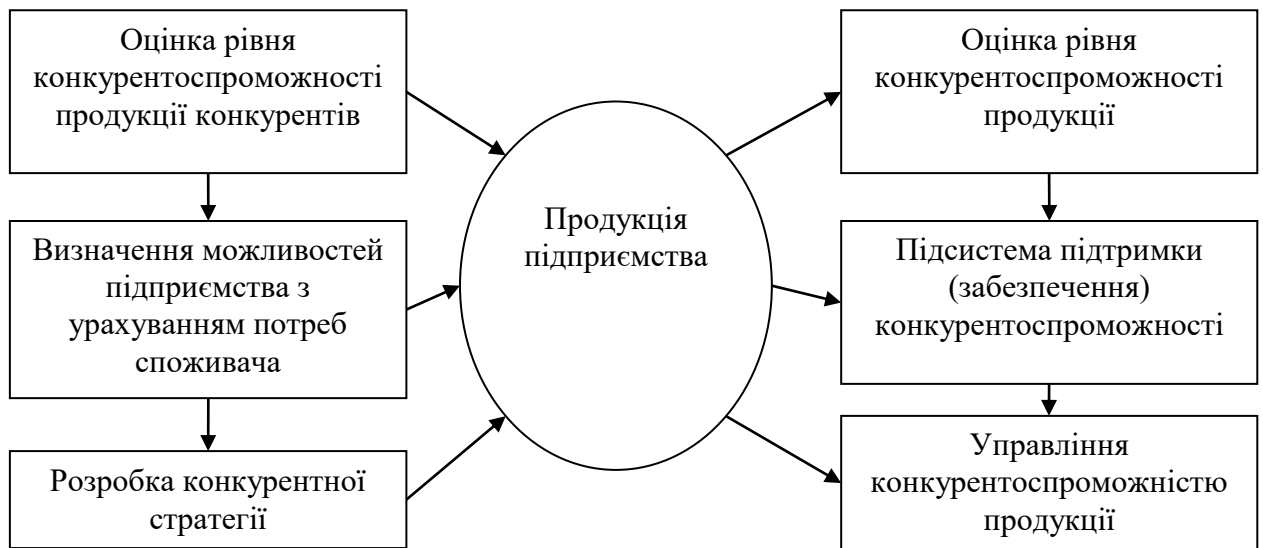 Оцінка рівня
конкурентоспроможності
продукції конкурентів
Визначення можливостей
підприємства з
урахуванням потреб
споживача
Розробка конкурентної
стратегії
Продукція
підприємства
Оцінка рівня
конкурентоспроможності
продукції
Підсистема підтримки
(забезпечення)
конкурентоспроможності
Управління
конкурентоспроможністю
продукції